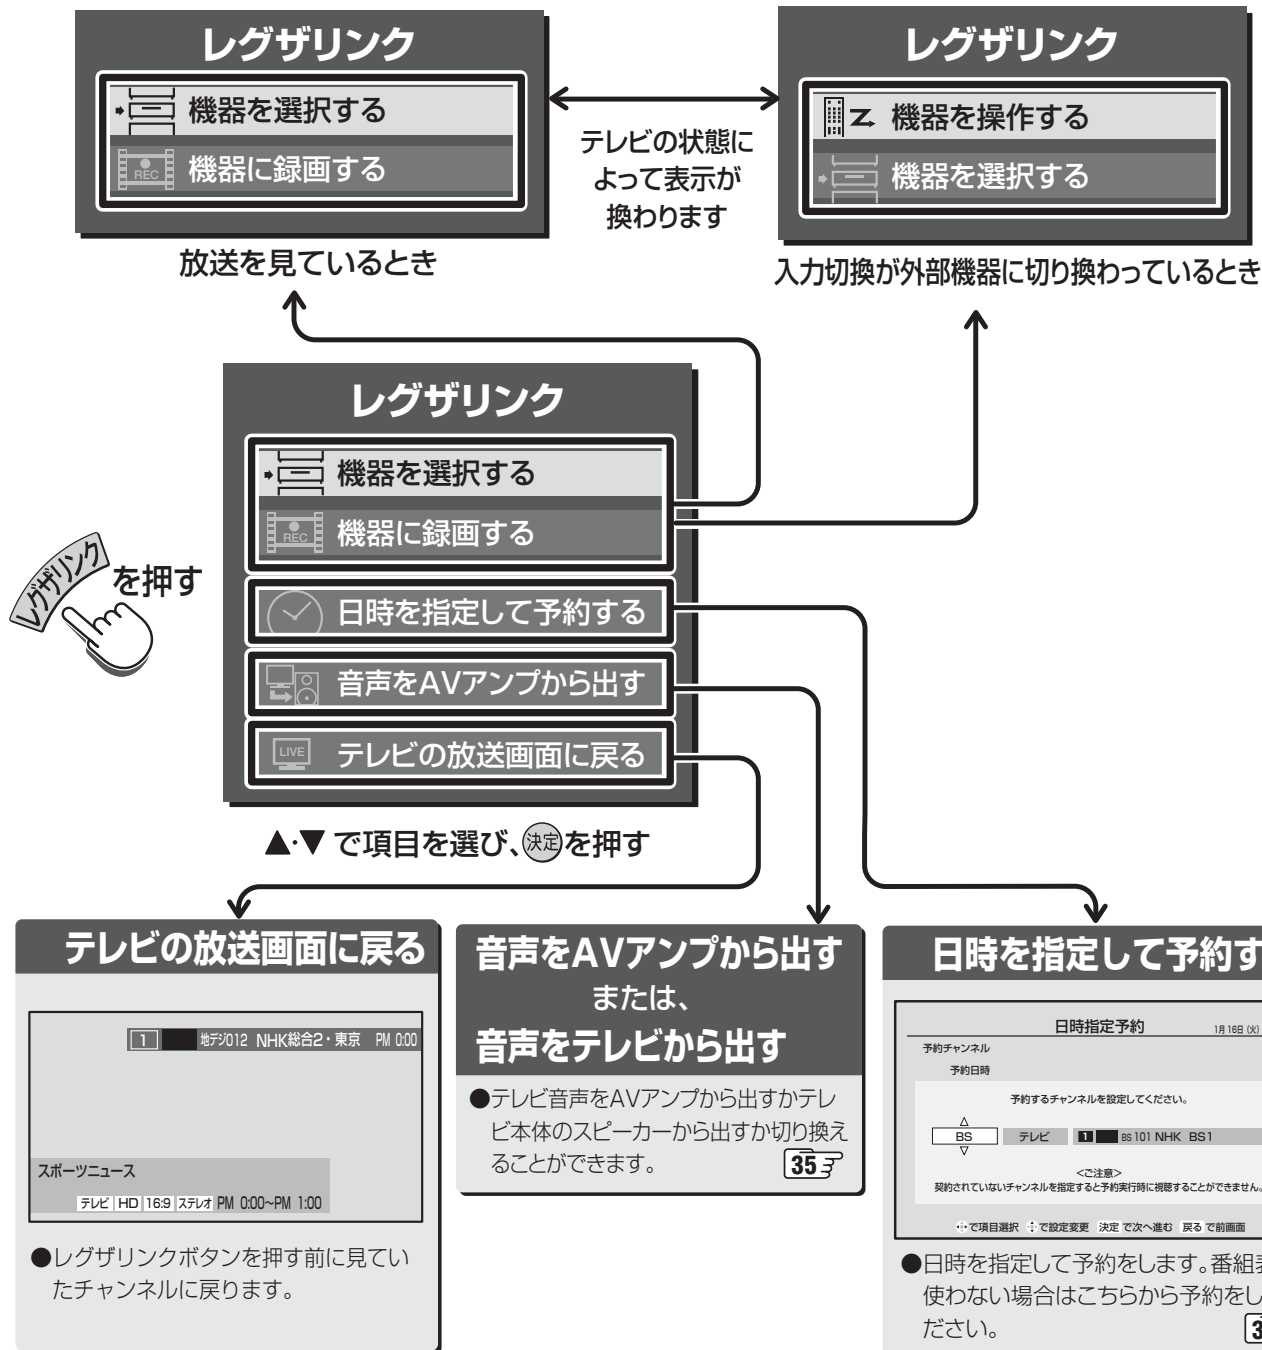 レグザリンク
機器を選択する
REC 機器に録画する
放送を見ているとき
テレビの状態に
よって表示が
換わります
レグザリンク
機器を操作する
機器を選択する
入力切換が外部機器に切り換わっているとき
レグザリンク を押す
レグザリンク
機器を選択する
REC 機器に録画する
日時を指定して予約する
音声をAVアンプから出す
LIVE テレビの放送画面に戻る
▲・▼ で項目を選び、決定を押す
テレビの放送画面に戻る
1 地デジ012 NHK総合2・東京 PM 0:00
スポーツニュース
テレビ HD 16:9 ステレオ PM 0:00~PM 1:00
●レグザリンクボタンを押す前に見てい
たチャンネルに戻ります。
音声をAVアンプから出す
または、
音声をテレビから出す
●テレビ音声をAVアンプから出すかテレ
ビ本体のスピーカーから出すか切り換え
ることができます。 35
日時を指定して予約す
日時指定予約 1月16日(火)
予約チャンネル
予約日時
予約するチャンネルを設定してください。
BS テレビ 1 BS 101 NHK BS1
<ご注意>
契約されていないチャンネルを指定すると予約実行時に視聴することができません。
で項目選択 で設定変更 決定 で次へ進む 戻る で前画面
●日時を指定して予約をします。番組
使わない場合はこちらから予約をし
ださい。 3